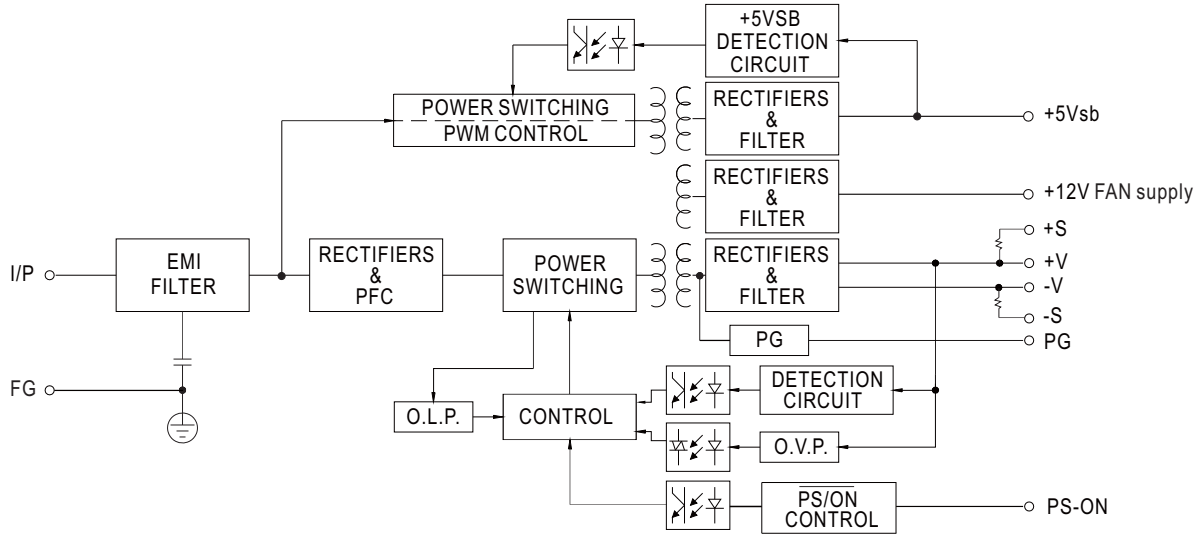 +5VSB
DETECTION
CIRCUIT
POWER SWITCHING
PWM CONTROL
RECTIFIERS
&
FILTER
+5Vsb
RECTIFIERS
&
FILTER
+12V FAN supply
I/P
EMI
FILTER
RECTIFIERS
&
PFC
POWER
SWITCHING
RECTIFIERS
&
FILTER
+S
+V
-V
-S
PG
PG
FG
O.L.P.
CONTROL
DETECTION
CIRCUIT
O.V.P.
PS/ON
CONTROL
PS-ON